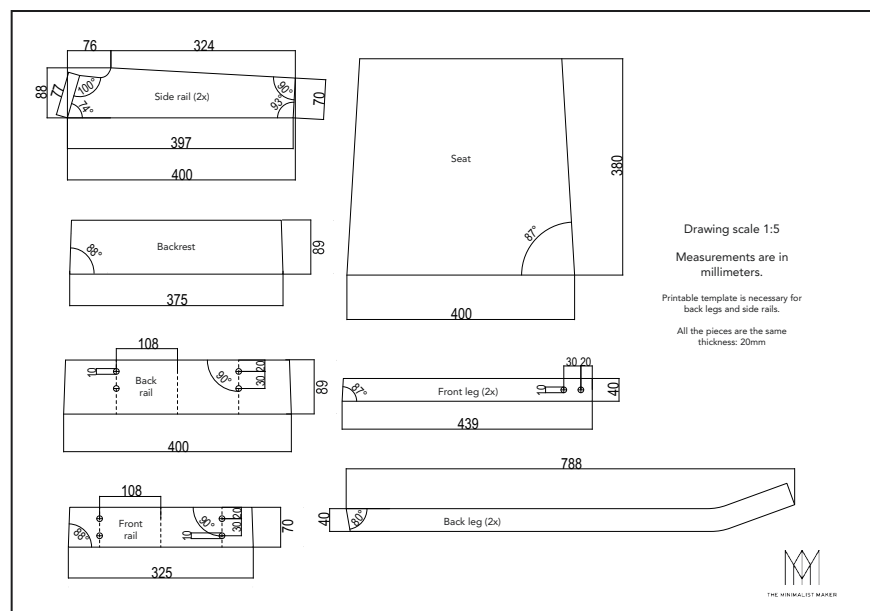 76
324
88
77
100°
74°
Side rail (2x)
90°
93°
70
397
400
Seat
87°
380
400
Drawing scale 1:5
Measurements are in
millimeters.
Printable template is necessary for
back legs and side rails.
All the pieces are the same
thickness: 20mm
88°
Backrest
89
375
108
10
Back
rail
90°
30 20
89
400
30 20
87°
Front leg (2x)
10
40
439
108
88°
Front
rail
10
90°
30 20
70
325
788
40
80°
Back leg (2x)
THE MINIMALIST MAKER